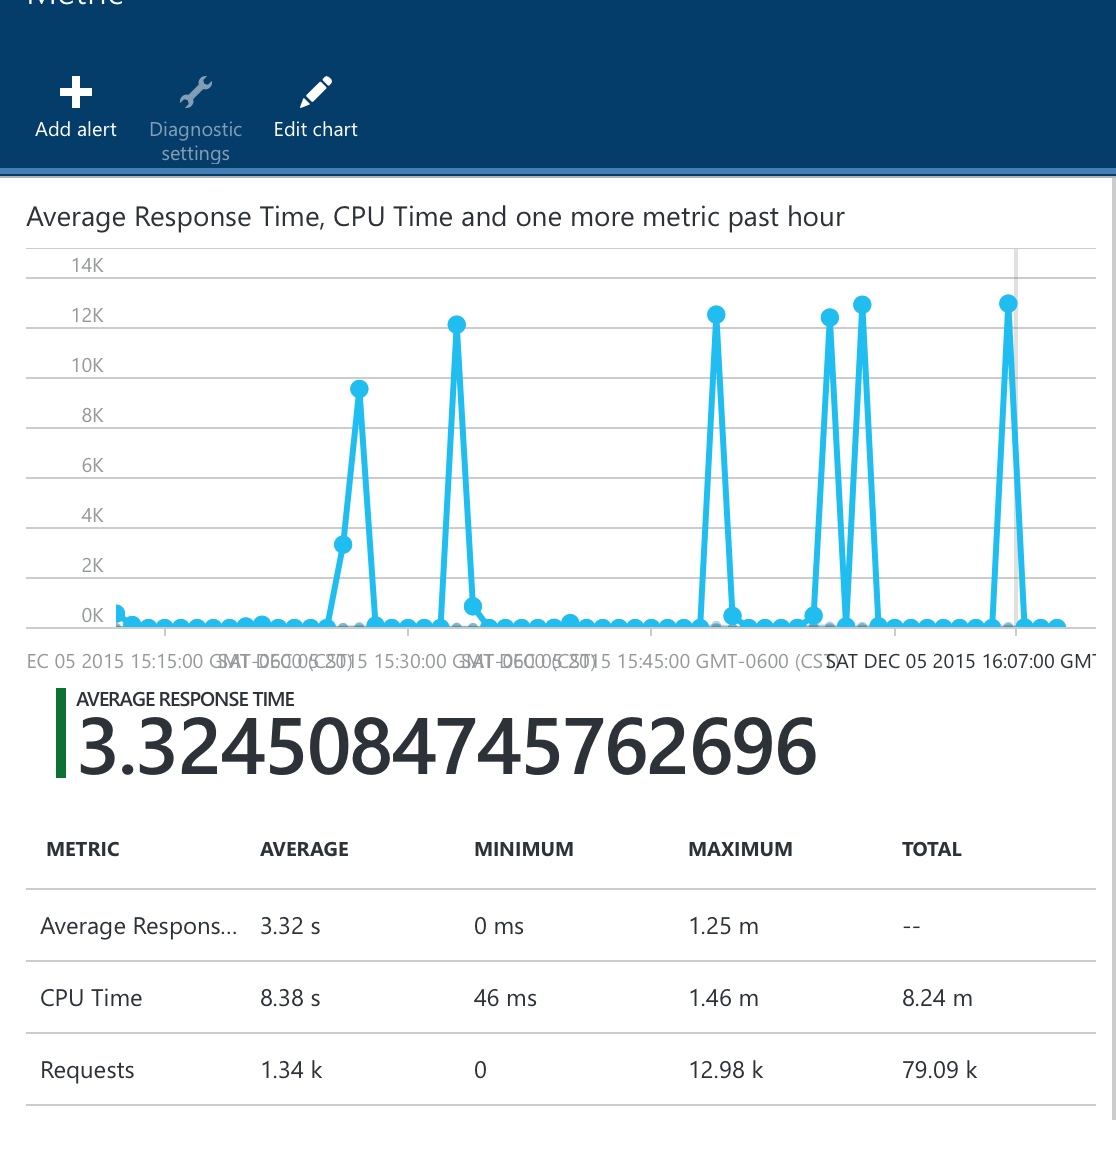 Metric
Add alert
Diagnostic settings
Edit chart
Average Response Time, CPU Time and one more metric past hour
14K
12K
10K
8K
6K
4K
2K
0K
EC 05 2015 15:15:00 GMT-0600 (CST)
SAT DEC 05 2015 15:30:00 GMT-0600 (CST)
SAT DEC 05 2015 15:45:00 GMT-0600 (CST)
SAT DEC 05 2015 16:07:00 GMT
AVERAGE RESPONSE TIME
3.3245084745762696
METRIC AVERAGE MINIMUM MAXIMUM TOTAL
Average Respons... 3.32 s 0 ms 1.25 m --
CPU Time 8.38 s 46 ms 1.46 m 8.24 m
Requests 1.34 k 0 12.98 k 79.09 k